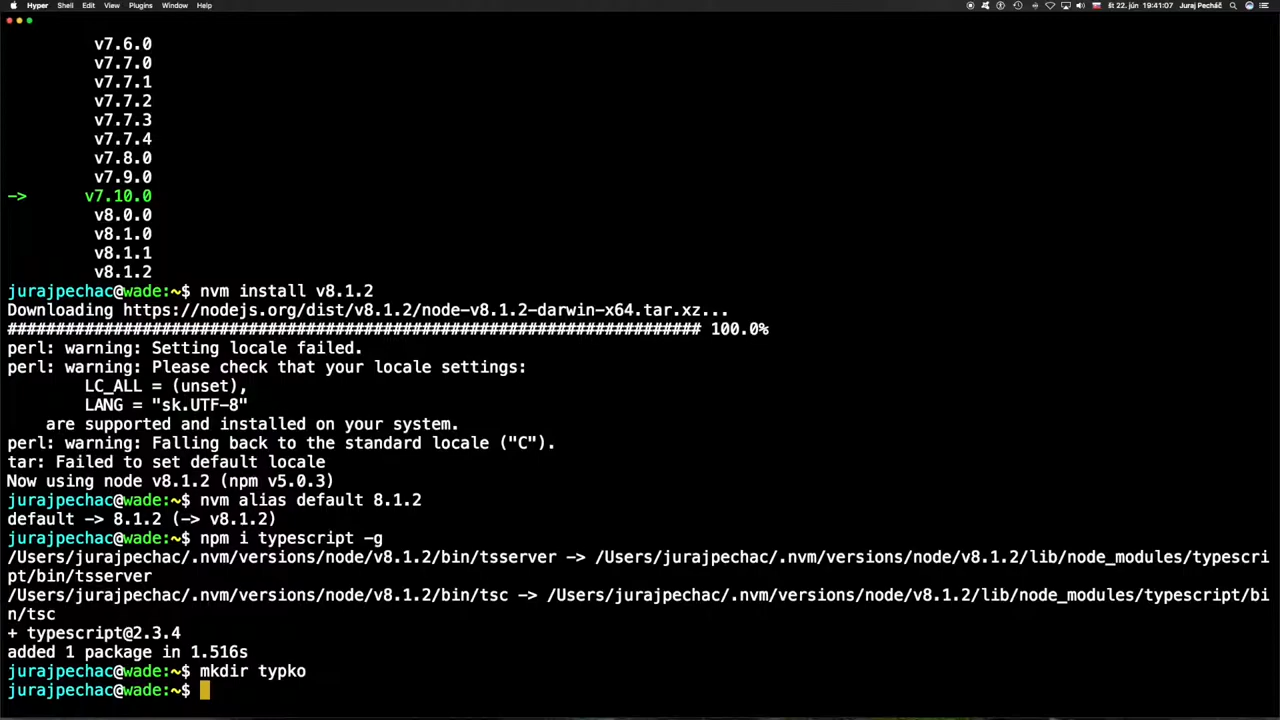 Hyper Shell Edit View Plugins Window Help št 22. jún 19:41:07 Juraj Pecháč
v7.6.0
v7.7.0
v7.7.1
v7.7.2
v7.7.3
v7.7.4
v7.8.0
v7.9.0
-> v7.10.0
v8.0.0
v8.1.0
v8.1.1
v8.1.2
jurajpechac@wade:~$ nvm install v8.1.2
Downloading https://nodejs.org/dist/v8.1.2/node-v8.1.2-darwin-x64.tar.xz...
######################################################################## 100.0%
perl: warning: Setting locale failed.
perl: warning: Please check that your locale settings:
LC_ALL = (unset),
LANG = "sk.UTF-8"
are supported and installed on your system.
perl: warning: Falling back to the standard locale ("C").
tar: Failed to set default locale
Now using node v8.1.2 (npm v5.0.3)
jurajpechac@wade:~$ nvm alias default 8.1.2
default -> 8.1.2 (-> v8.1.2)
jurajpechac@wade:~$ npm i typescript -g
/Users/jurajpechac/.nvm/versions/node/v8.1.2/bin/tsserver -> /Users/jurajpechac/.nvm/versions/node/v8.1.2/lib/node_modules/typescri
pt/bin/tsserver
/Users/jurajpechac/.nvm/versions/node/v8.1.2/bin/tsc -> /Users/jurajpechac/.nvm/versions/node/v8.1.2/lib/node_modules/typescript/bi
n/tsc
+ typescript@2.3.4
added 1 package in 1.516s
jurajpechac@wade:~$ mkdir typko
jurajpechac@wade:~$